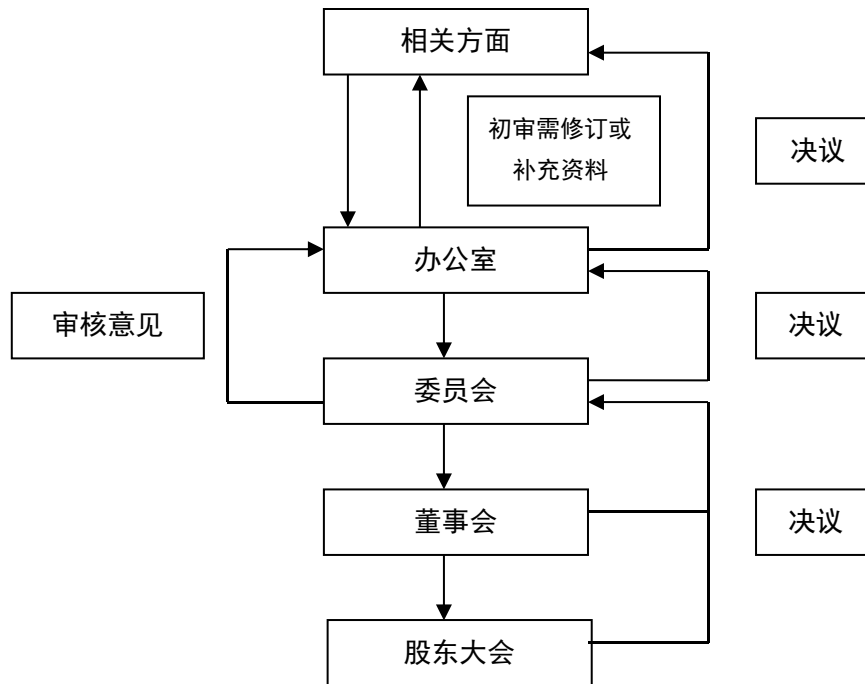 相关方面
初审需修订或
补充资料
决议
办公室
审核意见
决议
委员会
董事会
决议
股东大会